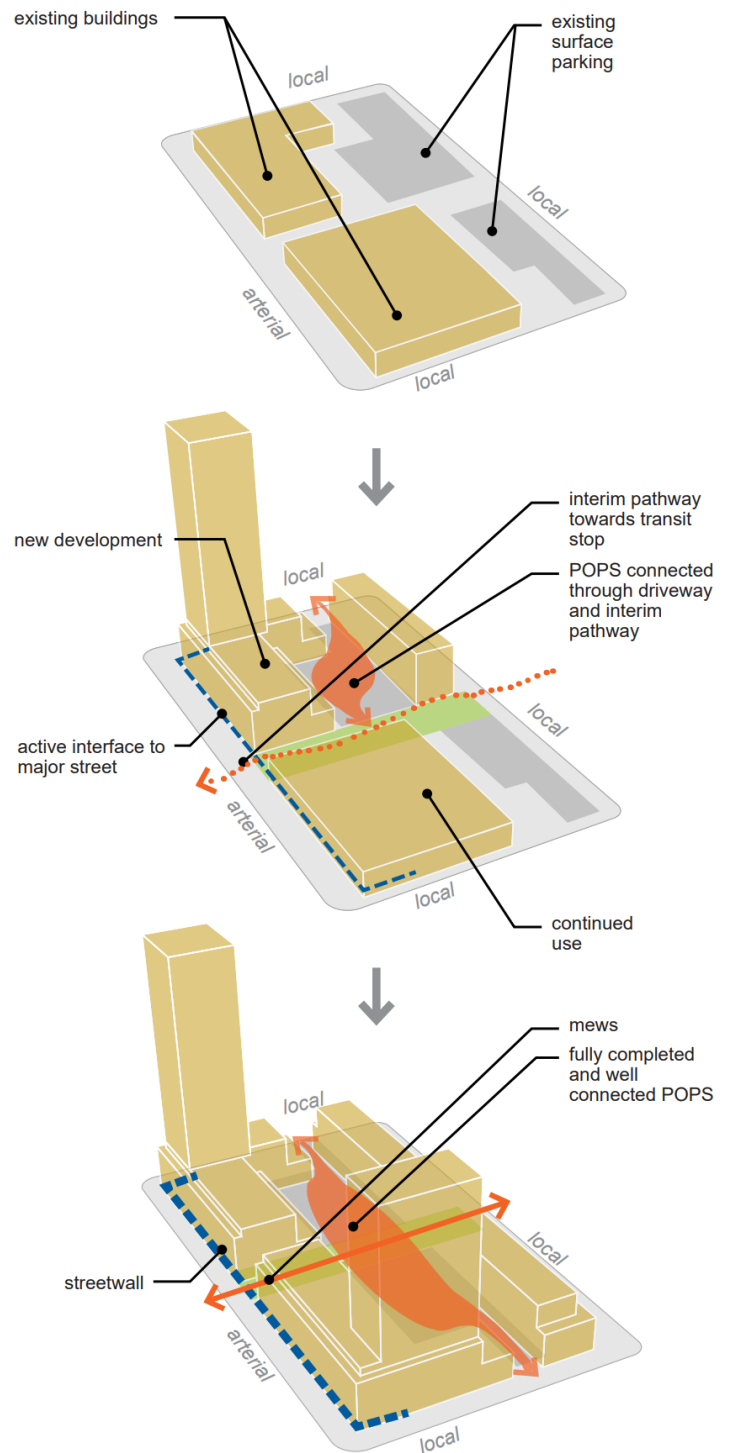 existing buildings
existing
surface
parking
local
local
arterial
local
interim pathway
towards transit
stop
new development
local
POPS connected
through driveway
and interim
pathway
active interface to
major street
local
arterial
local
continued
use
mews
fully completed
and well
connected POPS
local
local
streetwall
arterial
local